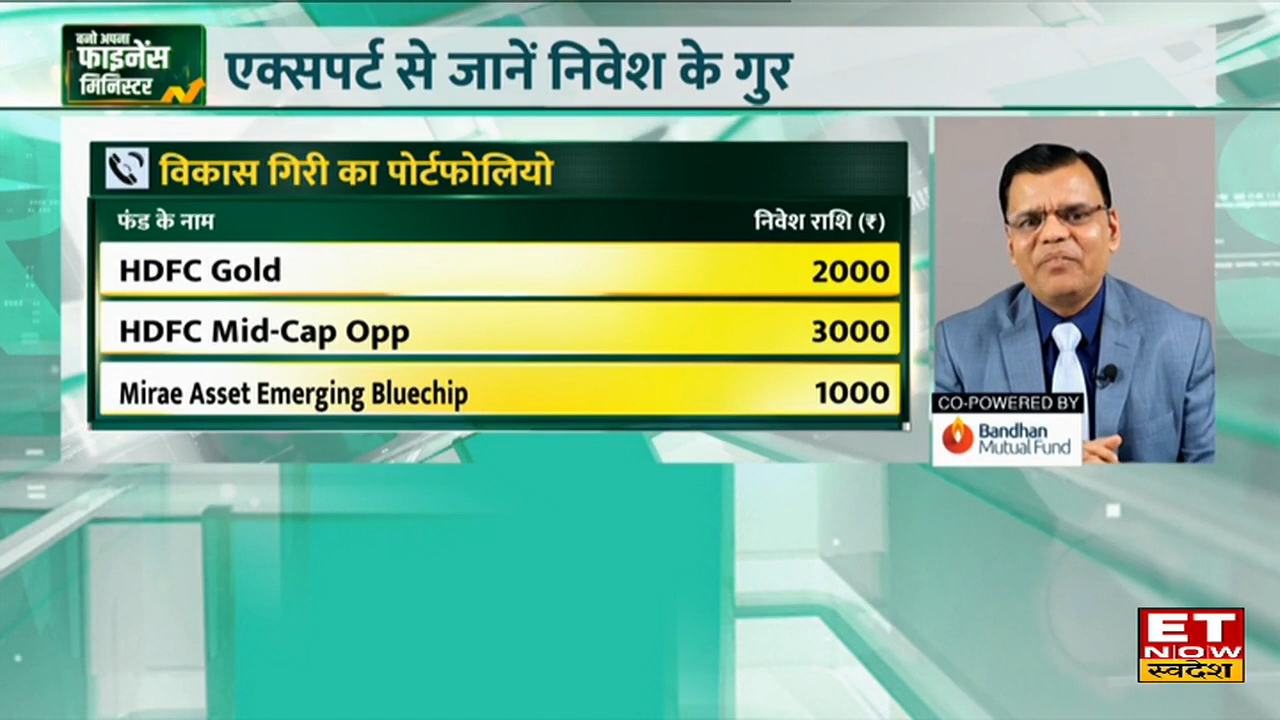 बनो अपना
फाइनेंस
मिनिस्टर
एक्सपर्ट से जानें निवेश के गुर
विकास गिरी का पोर्टफोलियो
फंड के नाम निवेश राशि (₹)
HDFC Gold 2000
HDFC Mid-Cap Opp 3000
Mirae Asset Emerging Bluechip 1000
CO-POWERED BY
Bandhan
Mutual Fund
ET
NOW
स्वदेश